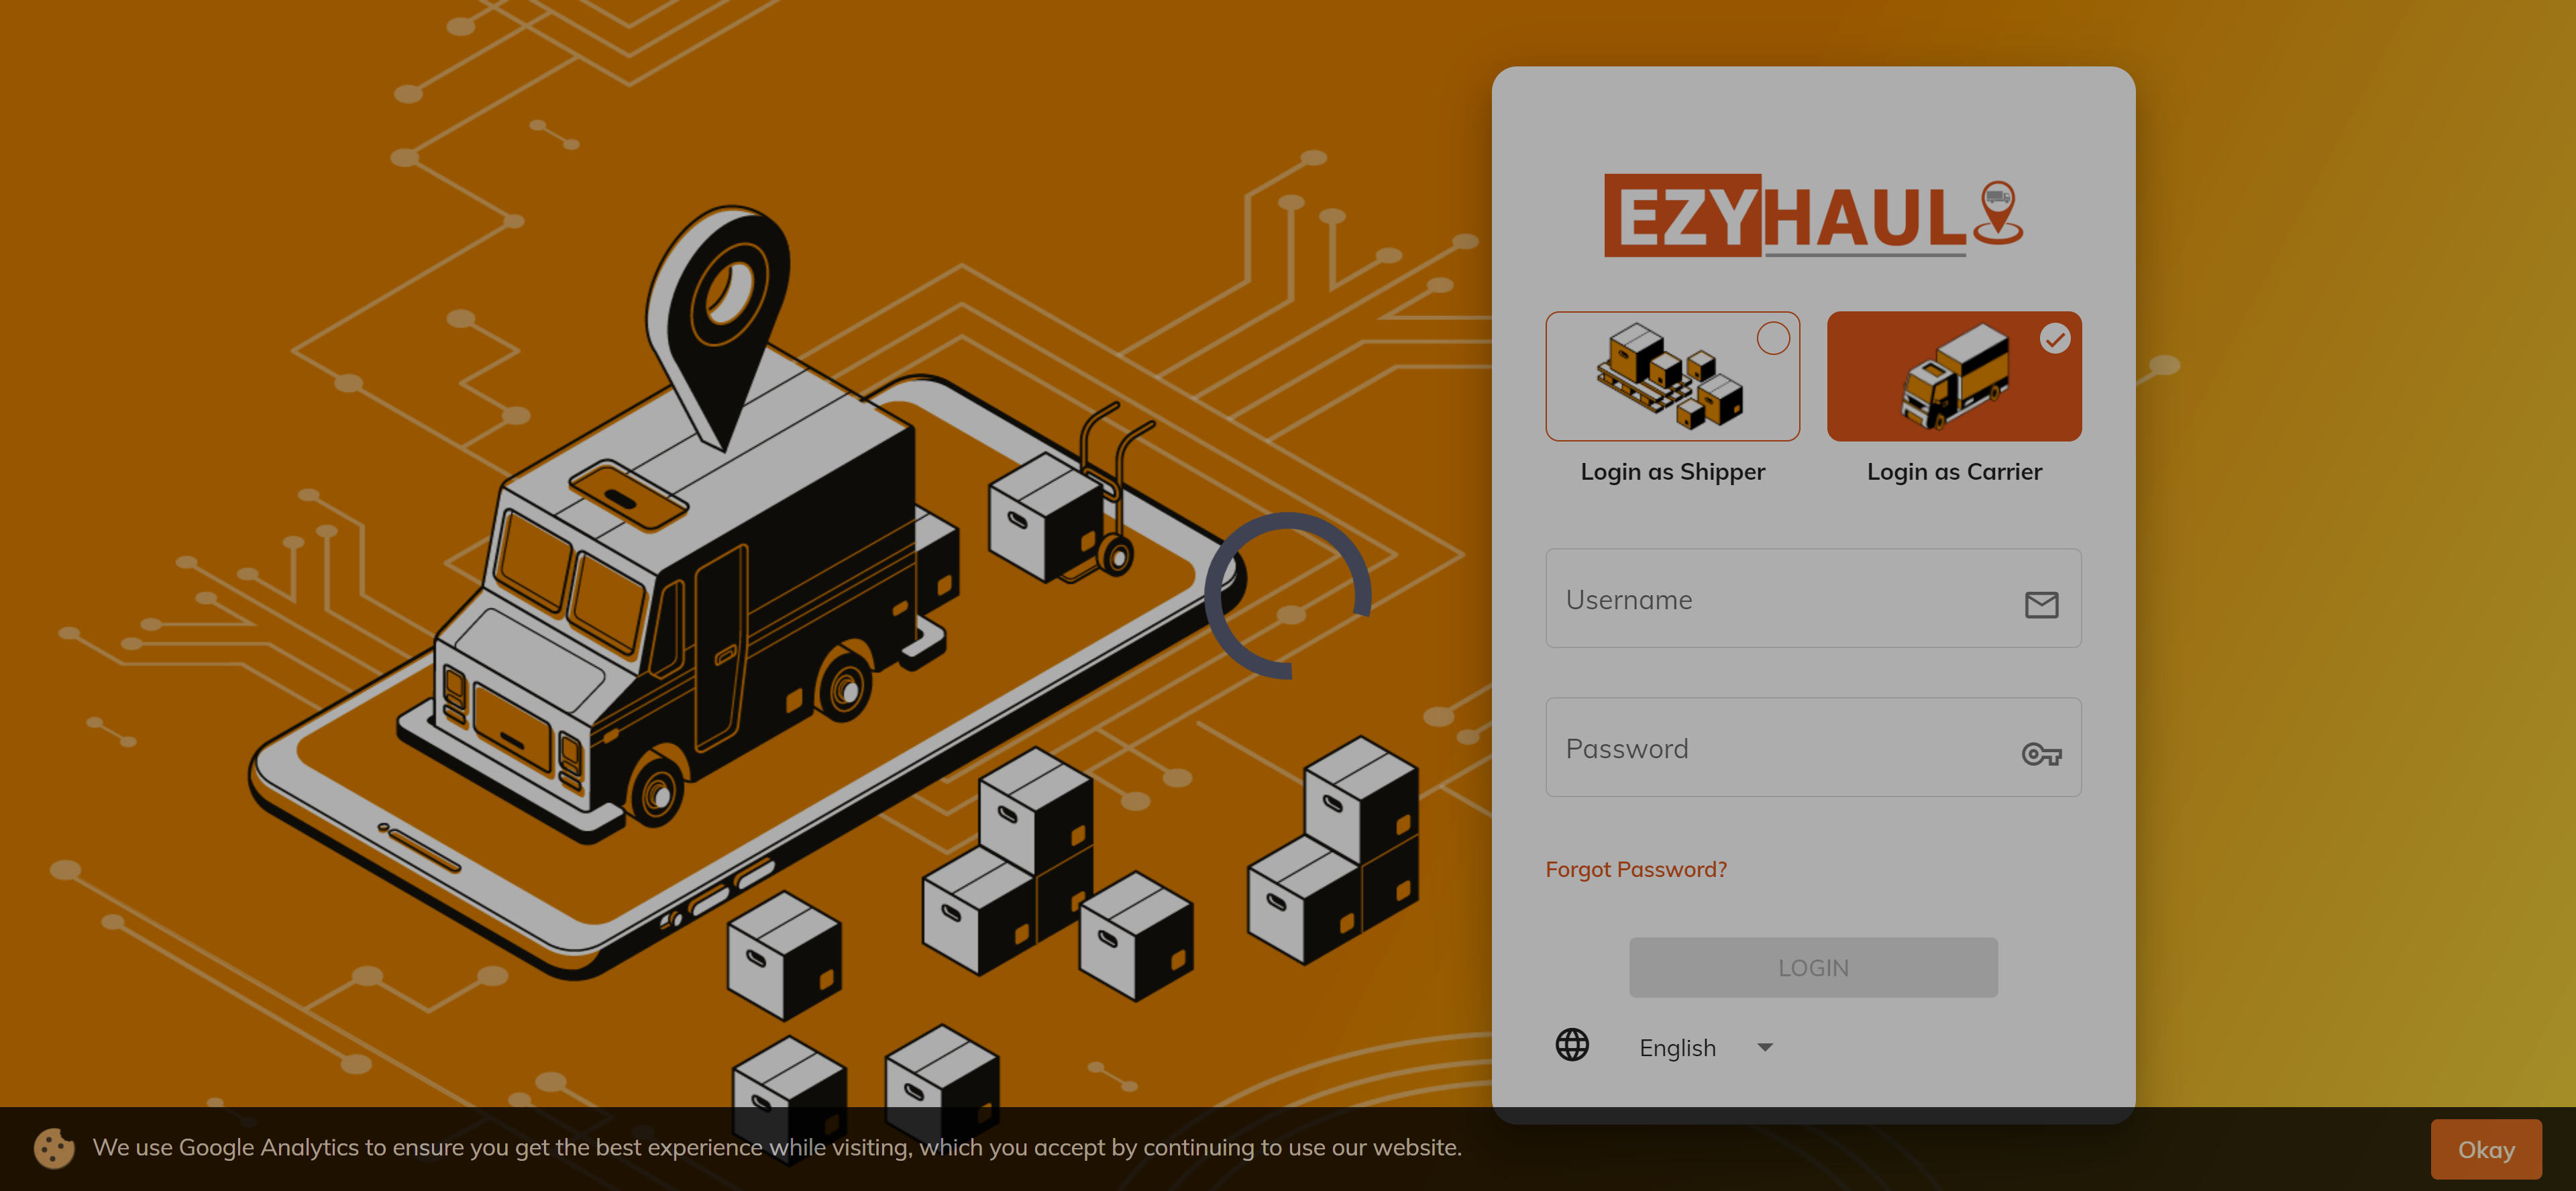 EZYHAUL
Login as Shipper
Login as Carrier
Username
Password
Forgot Password?
LOGIN
English
We use Google Analytics to ensure you get the best experience while visiting, which you accept by continuing to use our website.
Okay